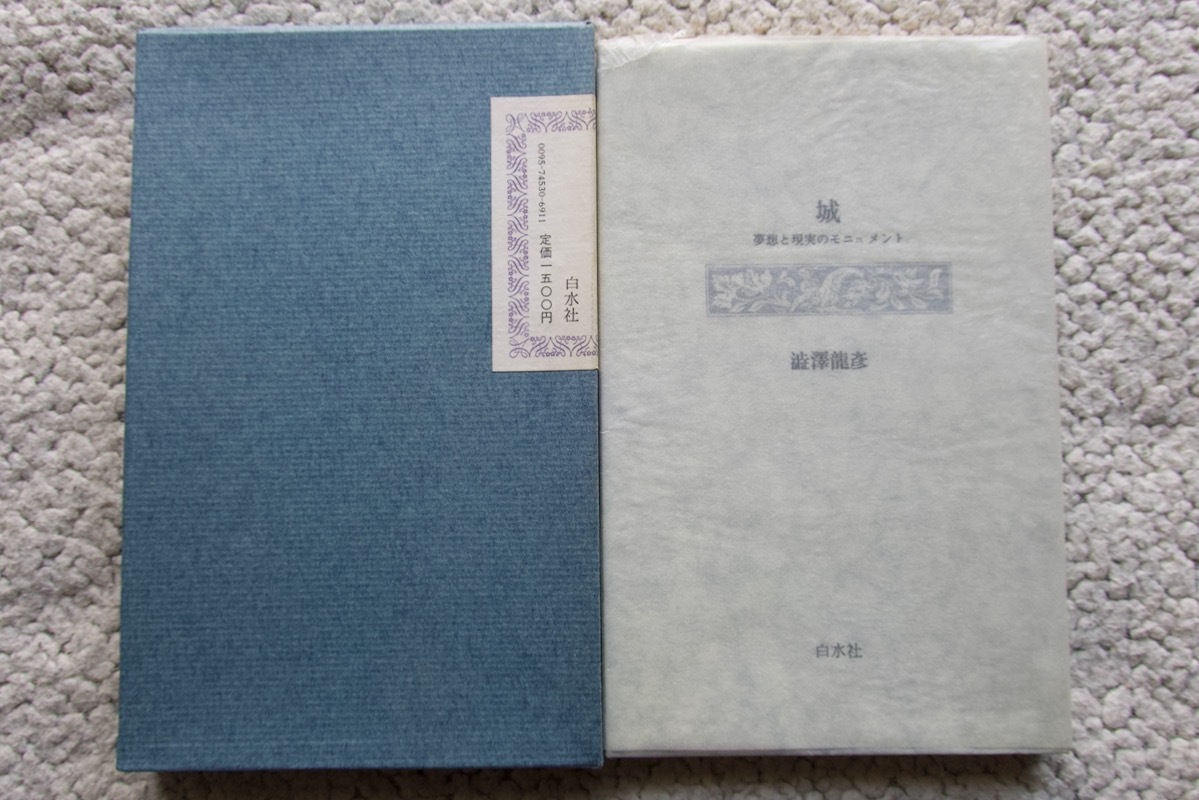 白水社
0095-74530-6911 定価一五〇〇円
城
夢想と現実のモニュメント
澁澤龍彥
白水社